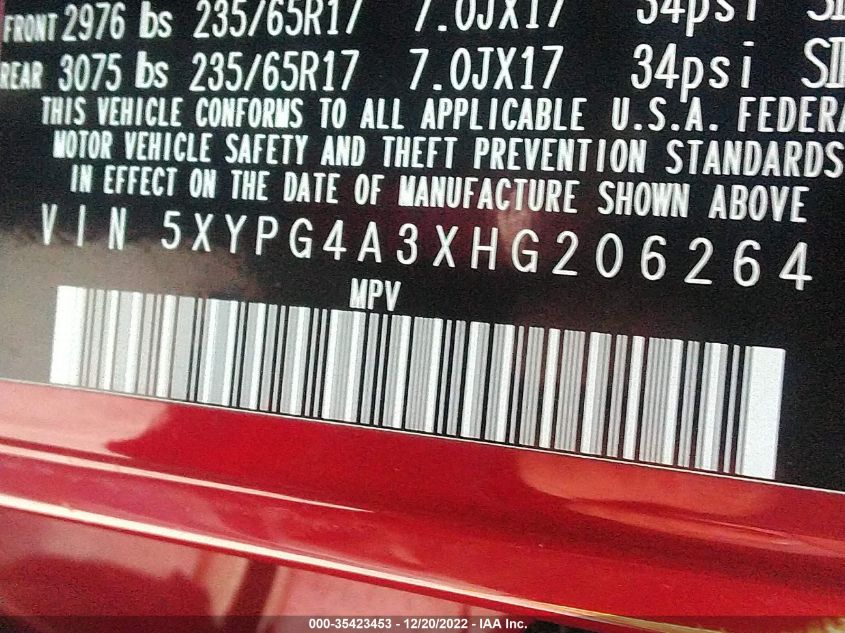 FRONT 2976 lbs 235/65R17 7.0JX17 34psi
REAR 3075 lbs 235/65R17 7.0JX17 34psi
THIS VEHICLE CONFORMS TO ALL APPLICABLE U.S.A. FEDERA
MOTOR VEHICLE SAFETY AND THEFT PREVENTION STANDARDS
IN EFFECT ON THE DATE OF MANUFACTURE SHOWN ABOVE
VIN 5XYPG4A3XHG206264
MPV
000-35423453 - 12/20/2022 - IAA Inc.